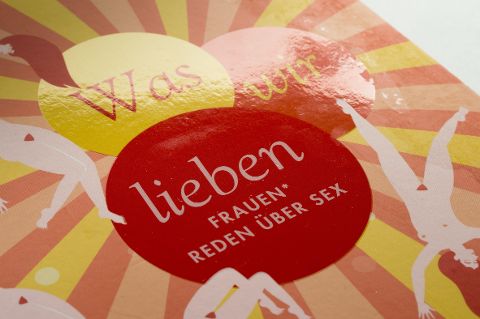 Was wir
lieben
FRAUEN*
REDEN ÜBER SEX